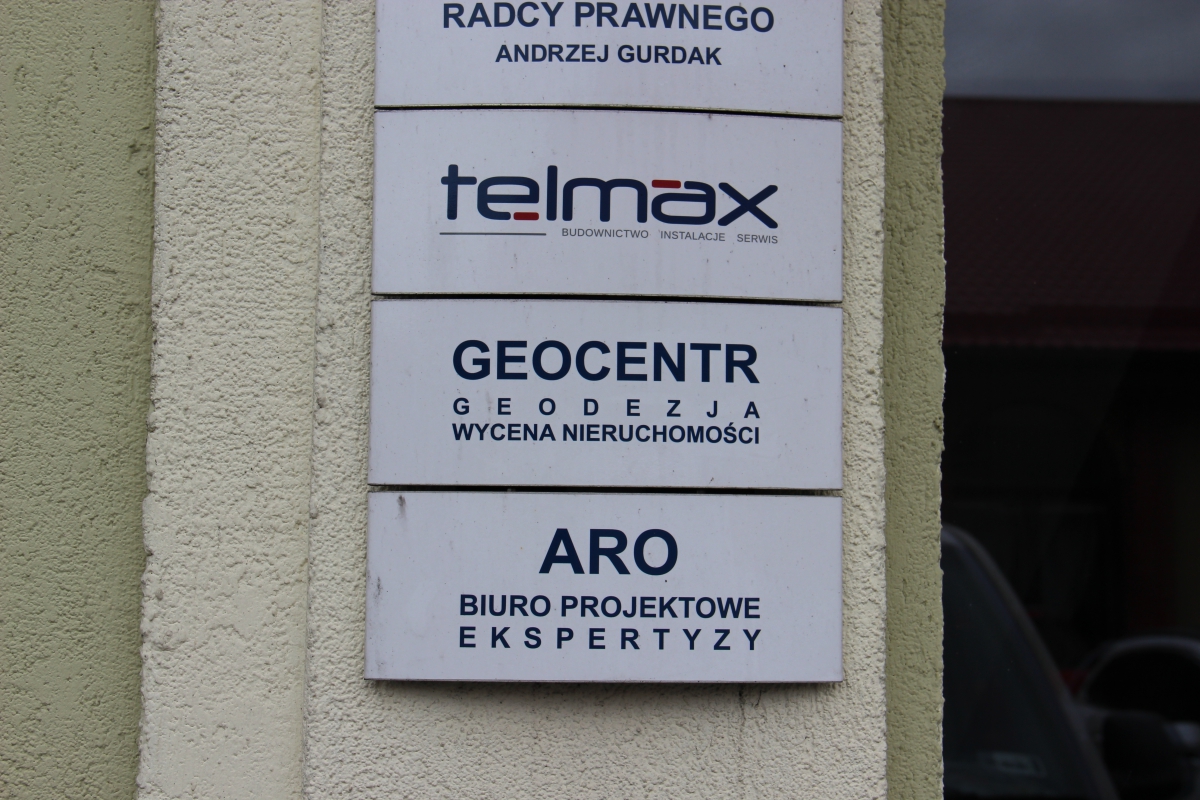 RADCY PRAWNEGO
ANDRZEJ GURDAK
telmax
BUDOWNICTWO INSTALACJE SERWIS
GEOCENTR
GEODEZJA
WYCENA NIERUCHOMOŚCI
ARO
BIURO PROJEKTOWE
EKSPERTYZY